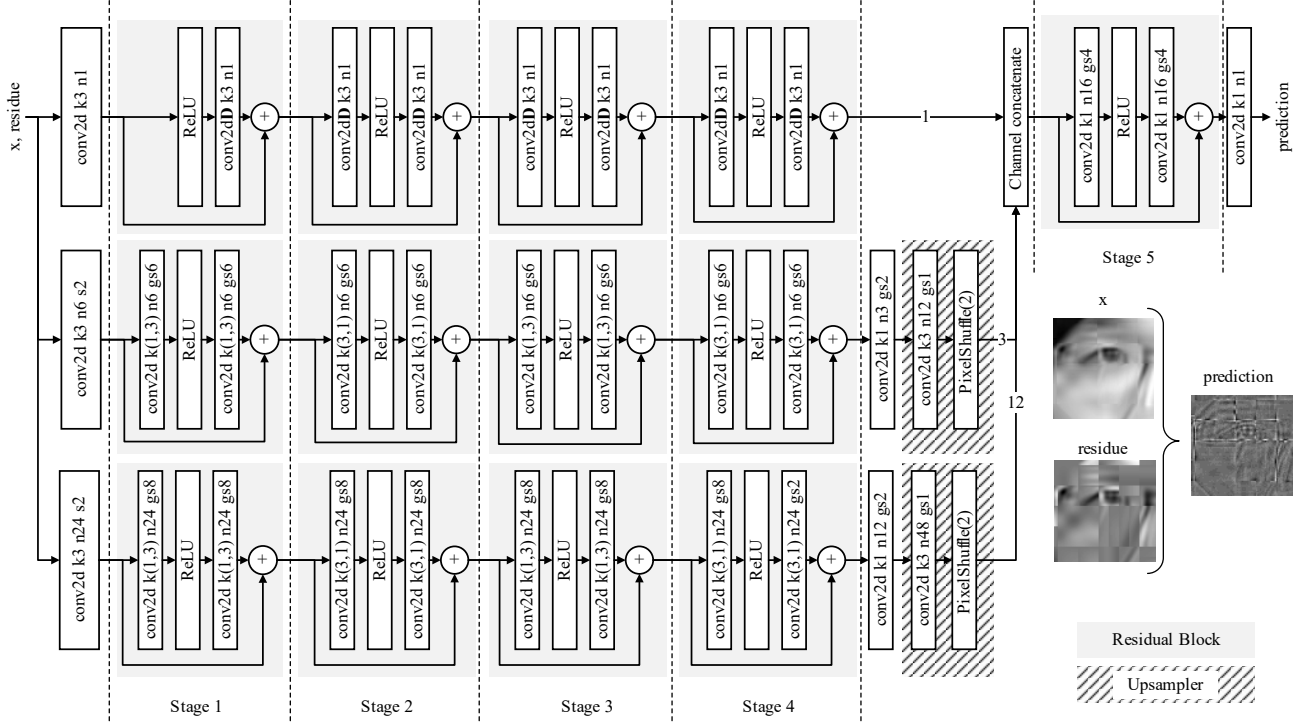 x, residue
conv2d k3 n1
ReLU
conv2dD k3 n1
+
conv2dD k3 n1
ReLU
conv2dD k3 n1
+
conv2dD k3 n1
ReLU
conv2dD k3 n1
+
conv2dD k3 n1
ReLU
conv2dD k3 n1
+
1
Channel concatenate
conv2d k1 n16 gs4
ReLU
conv2d k1 n16 gs4
+
conv2d k1 n1
prediction
Stage 5
conv2d k3 n6 s2
conv2d k(1,3) n6 gs6
ReLU
conv2d k(1,3) n6 gs6
+
conv2d k(3,1) n6 gs6
ReLU
conv2d k(3,1) n6 gs6
+
conv2d k(1,3) n6 gs6
ReLU
conv2d k(1,3) n6 gs6
+
conv2d k(3,1) n6 gs6
ReLU
conv2d k(3,1) n6 gs6
+
conv2d k1 n3 gs2
conv2d k3 n12 gs1
PixelShuffle(2)
3
12
conv2d k3 n24 s2
conv2d k(1,3) n24 gs8
ReLU
conv2d k(1,3) n24 gs8
+
conv2d k(3,1) n24 gs8
ReLU
conv2d k(3,1) n24 gs8
+
conv2d k(1,3) n24 gs8
ReLU
conv2d k(1,3) n24 gs8
+
conv2d k(3,1) n24 gs8
ReLU
conv2d k(3,1) n24 gs2
+
conv2d k1 n12 gs2
conv2d k3 n48 gs1
PixelShuffle(2)
Stage 1
Stage 2
Stage 3
Stage 4
x
residue
prediction
Residual Block
Upsampler